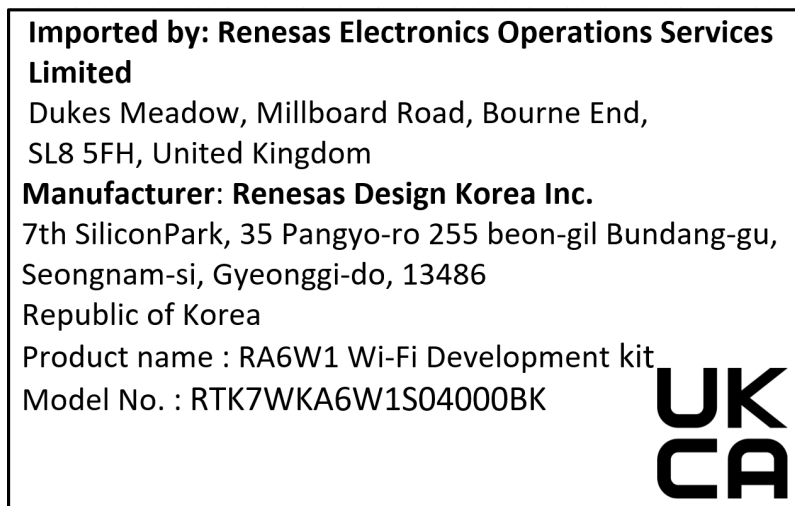 Imported by: Renesas Electronics Operations Services
Limited
Dukes Meadow, Millboard Road, Bourne End,
SL8 5FH, United Kingdom
Manufacturer: Renesas Design Korea Inc.
7th SiliconPark, 35 Pangyo-ro 255 beon-gil Bundang-gu,
Seongnam-si, Gyeonggi-do, 13486
Republic of Korea
Product name : RA6W1 Wi-Fi Development kit
Model No. : RTK7WKA6W1S04000BK
UK
CA